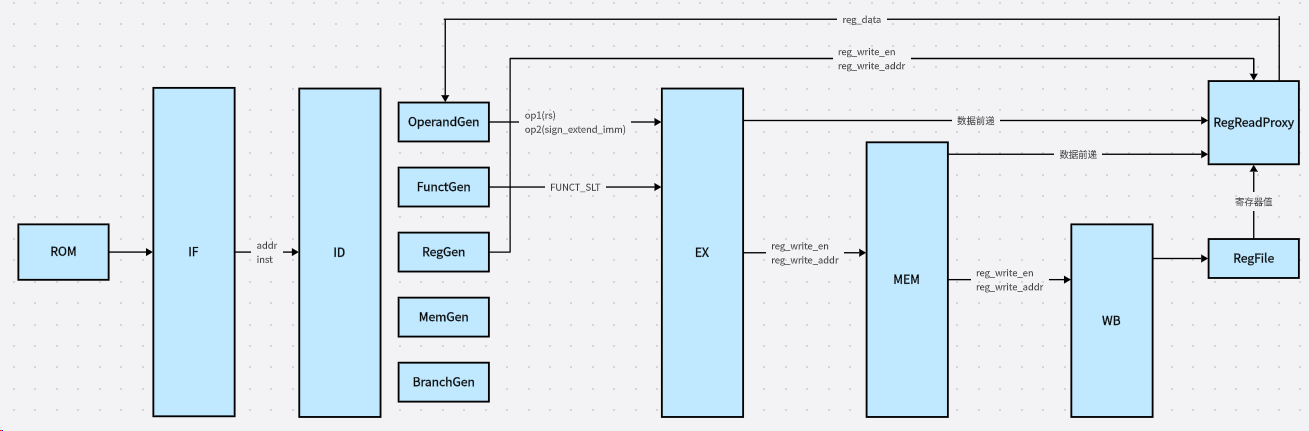 reg_data
reg_write_en
reg_write_addr
OperandGen
op1(rs)
op2(sign_extend_imm)
数据前递
RegReadProxy
数据前递
FunctGen
FUNCT_SLT
寄存器值
ROM
IF
addr
inst
ID
RegGen
EX
reg_write_en
reg_write_addr
MEM
reg_write_en
reg_write_addr
WB
RegFile
MemGen
BranchGen